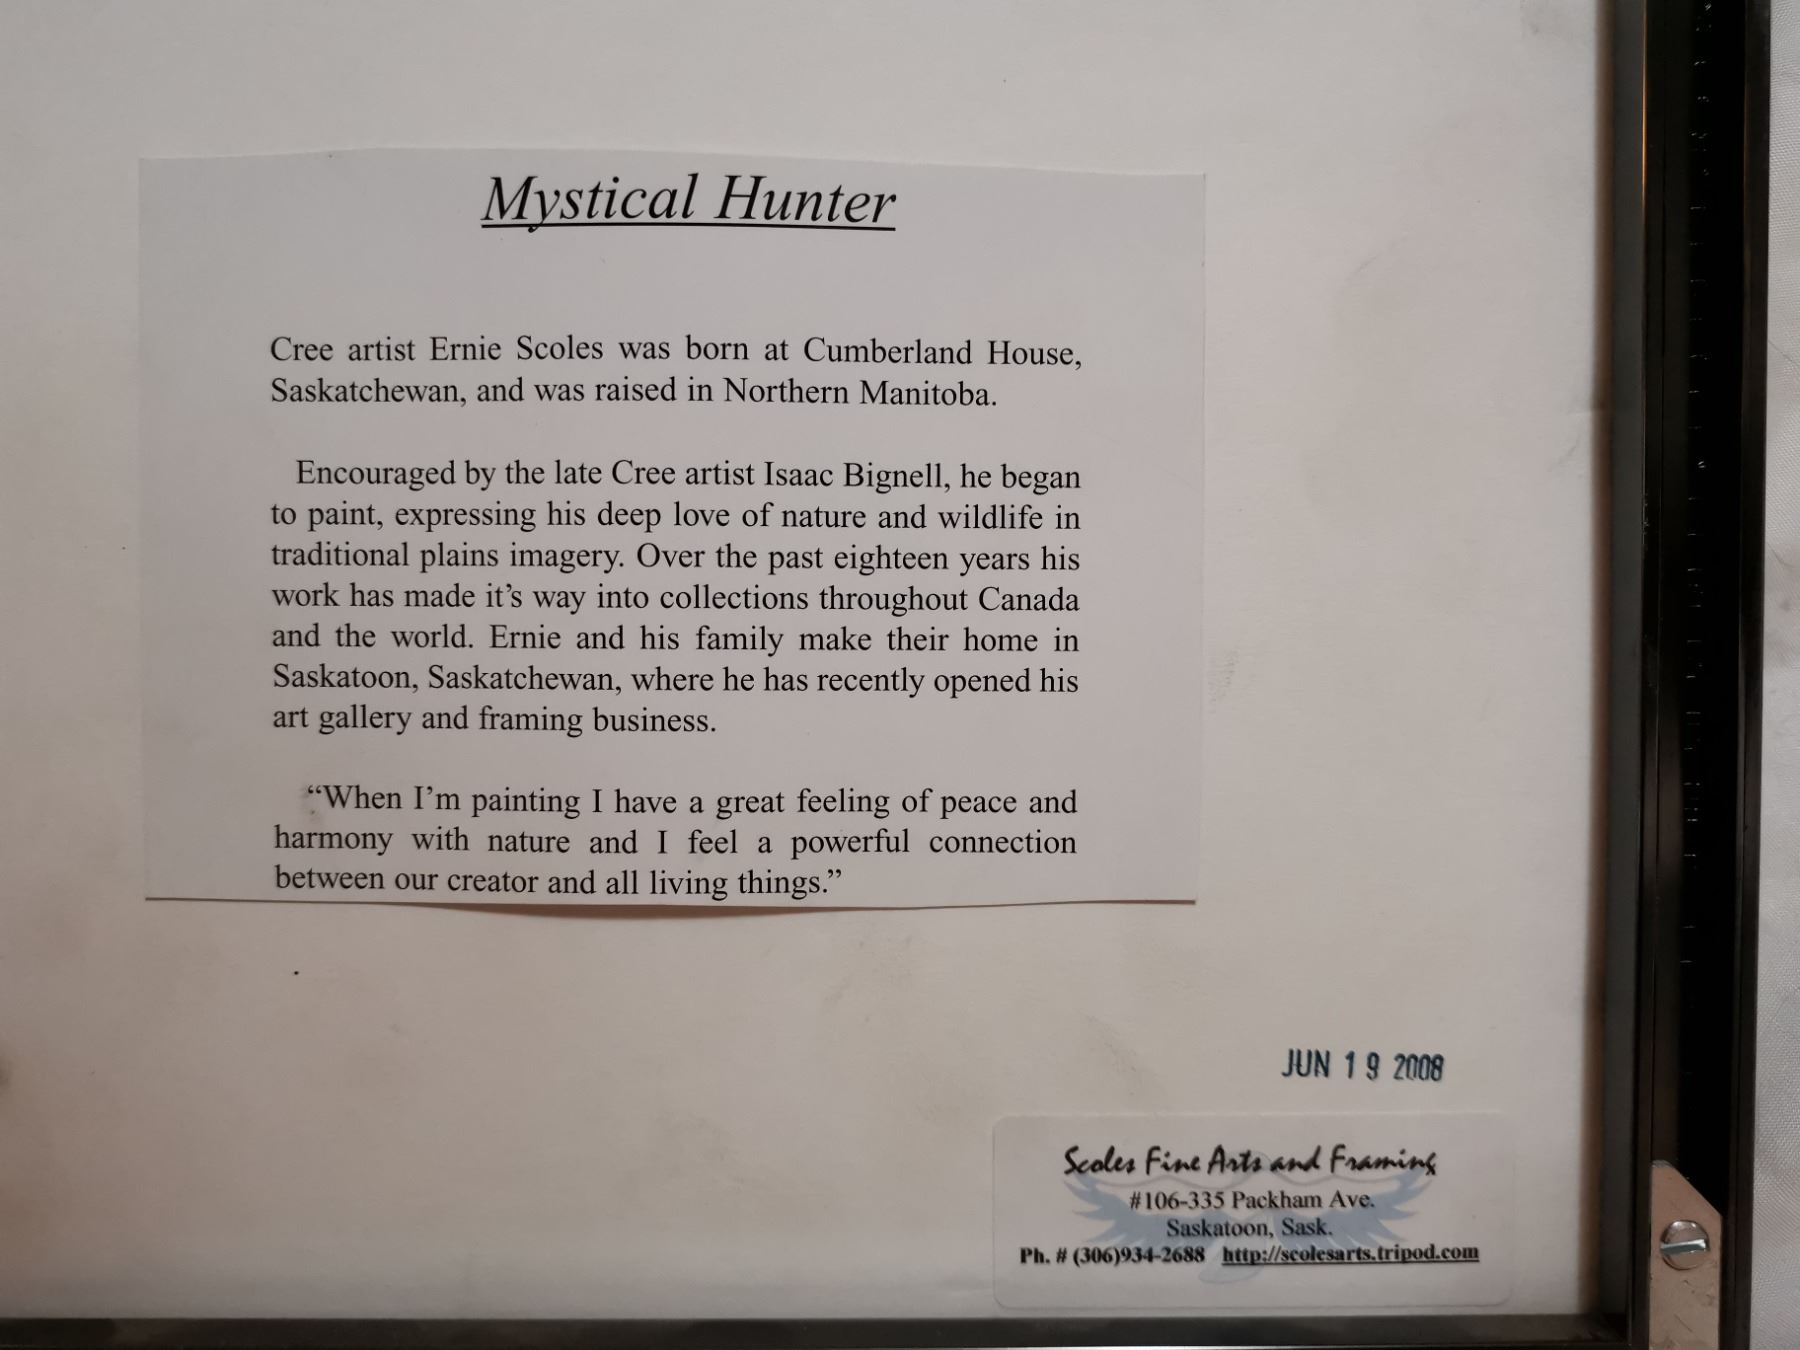 Mystical Hunter
Cree artist Ernie Scoles was born at Cumberland House,
Saskatchewan, and was raised in Northern Manitoba.
Encouraged by the late Cree artist Isaac Bignell, he began
to paint, expressing his deep love of nature and wildlife in
traditional plains imagery. Over the past eighteen years his
work has made it’s way into collections throughout Canada
and the world. Ernie and his family make their home in
Saskatoon, Saskatchewan, where he has recently opened his
art gallery and framing business.
“When I’m painting I have a great feeling of peace and
harmony with nature and I feel a powerful connection
between our creator and all living things.”
JUN 19 2008
Scoles Fine Arts and Framing
#106-335 Packham Ave.
Saskatoon, Sask.
Ph. # (306)934-2688 http://scolesarts.tripod.com